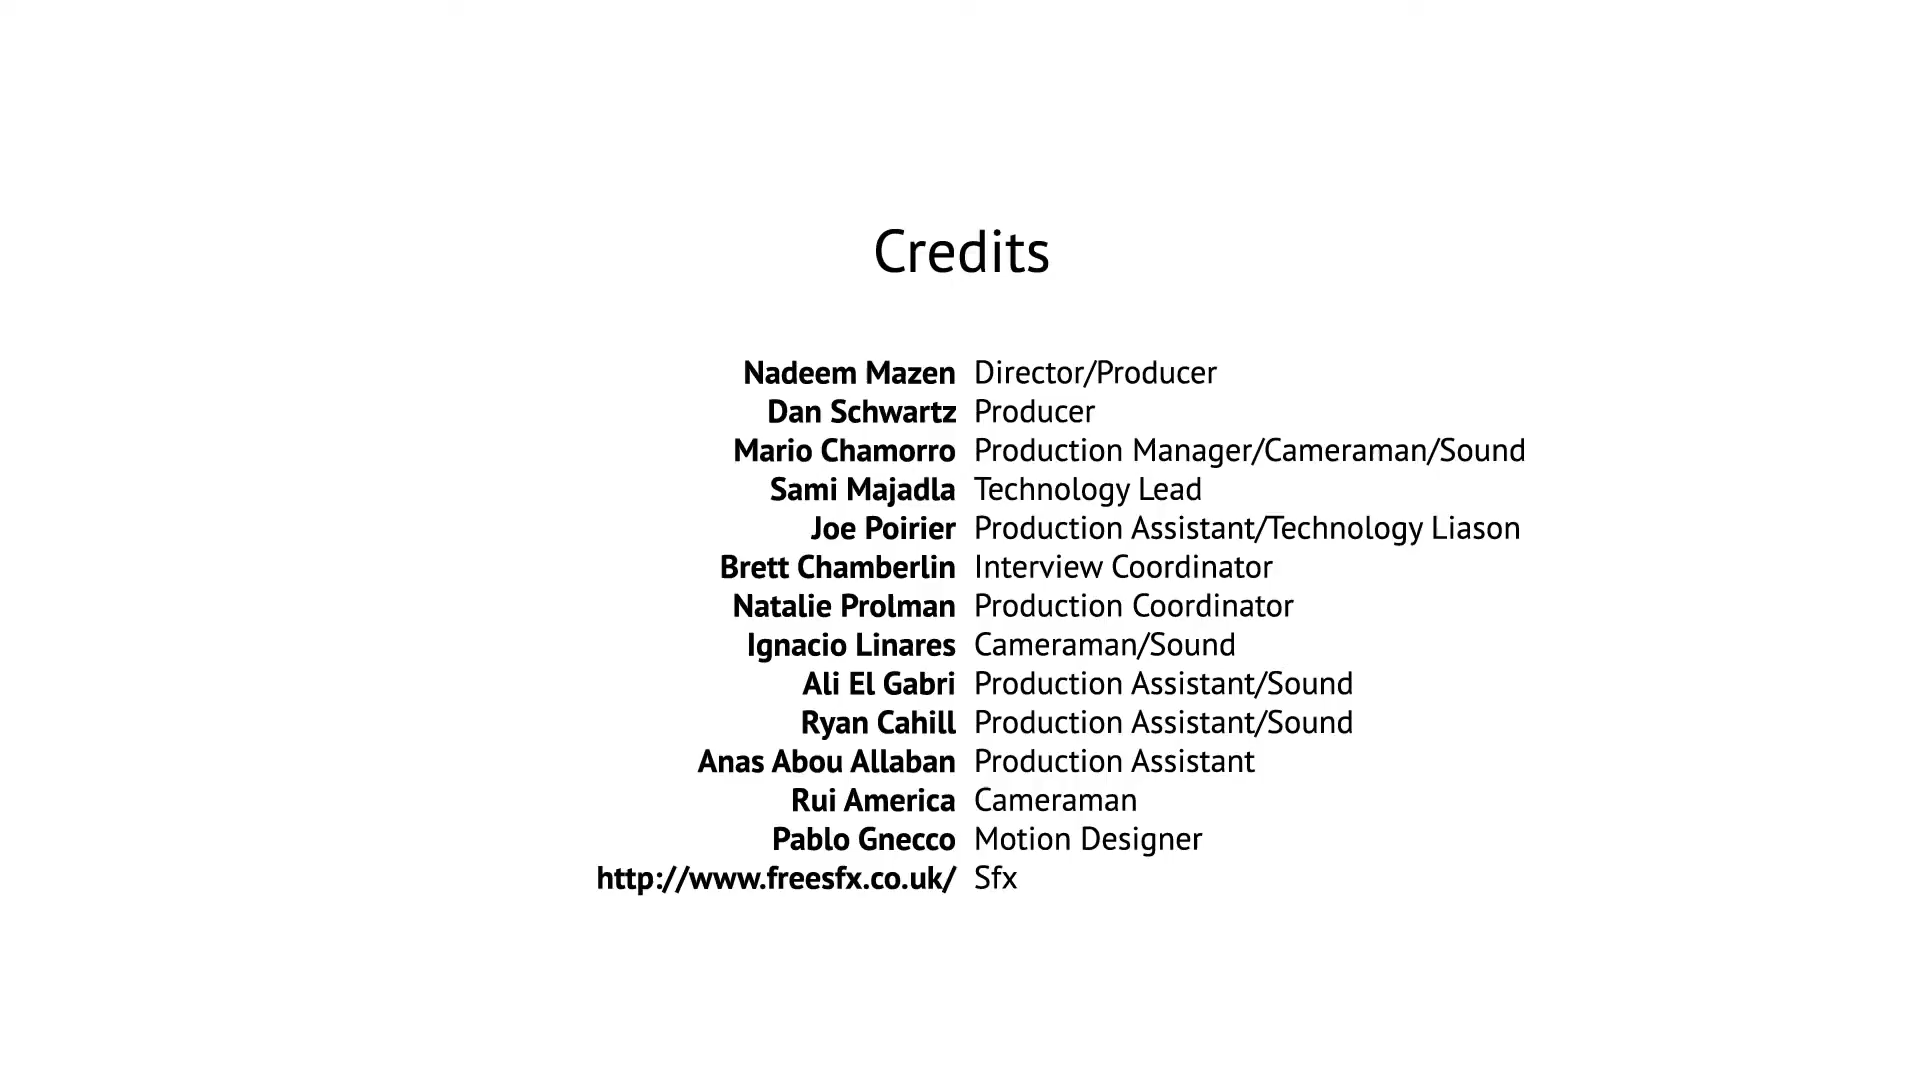 Credits
Nadeem Mazen Director/Producer
Dan Schwartz Producer
Mario Chamorro Production Manager/Cameraman/Sound
Sami Majadla Technology Lead
Joe Poirier Production Assistant/Technology Liason
Brett Chamberlin Interview Coordinator
Natalie Prolman Production Coordinator
Ignacio Linares Cameraman/Sound
Ali El Gabri Production Assistant/Sound
Ryan Cahill Production Assistant/Sound
Anas Abou Allaban Production Assistant
Rui America Cameraman
Pablo Gnecco Motion Designer
http://www.freesfx.co.uk/ Sfx